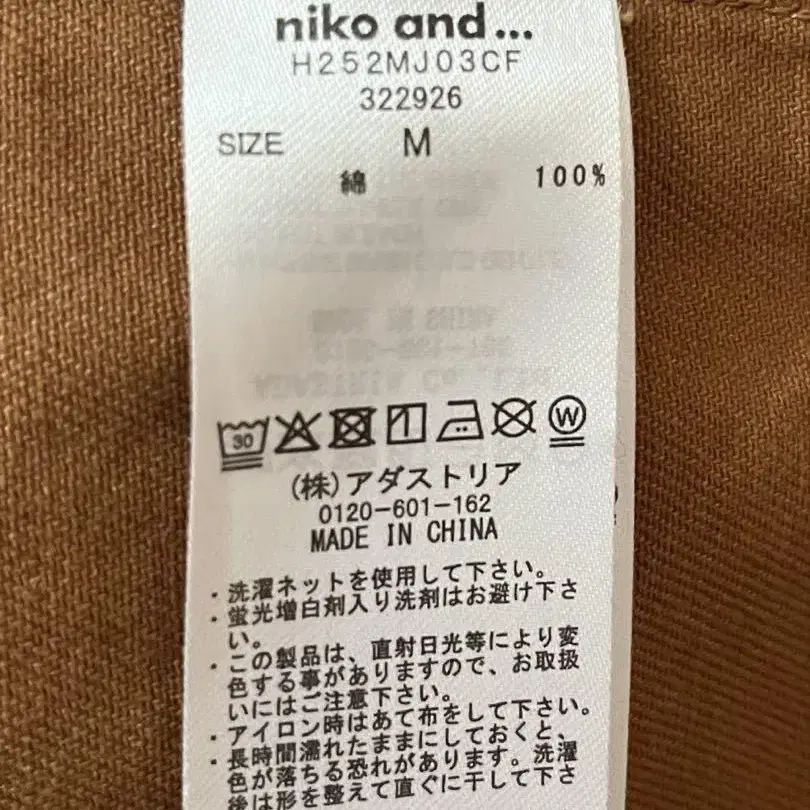 niko and...
H252MJ03CF
322926
SIZE M
綿 100%
30
W
(株)アダストリア
0120-601-162
MADE IN CHINA
・洗濯ネットを使用して下さい。
・蛍光増白剤入り洗剤はお避け下さ
い。
・この製品は、直射日光等により変
色する事がありますので、お取扱
いにはご注意下さい。
・アイロン時はあて布をして下さい。
・長時間濡れたままにしておくと、
色が落ちる恐れがあります。洗濯
後は形を整えて直ぐに干して下さ